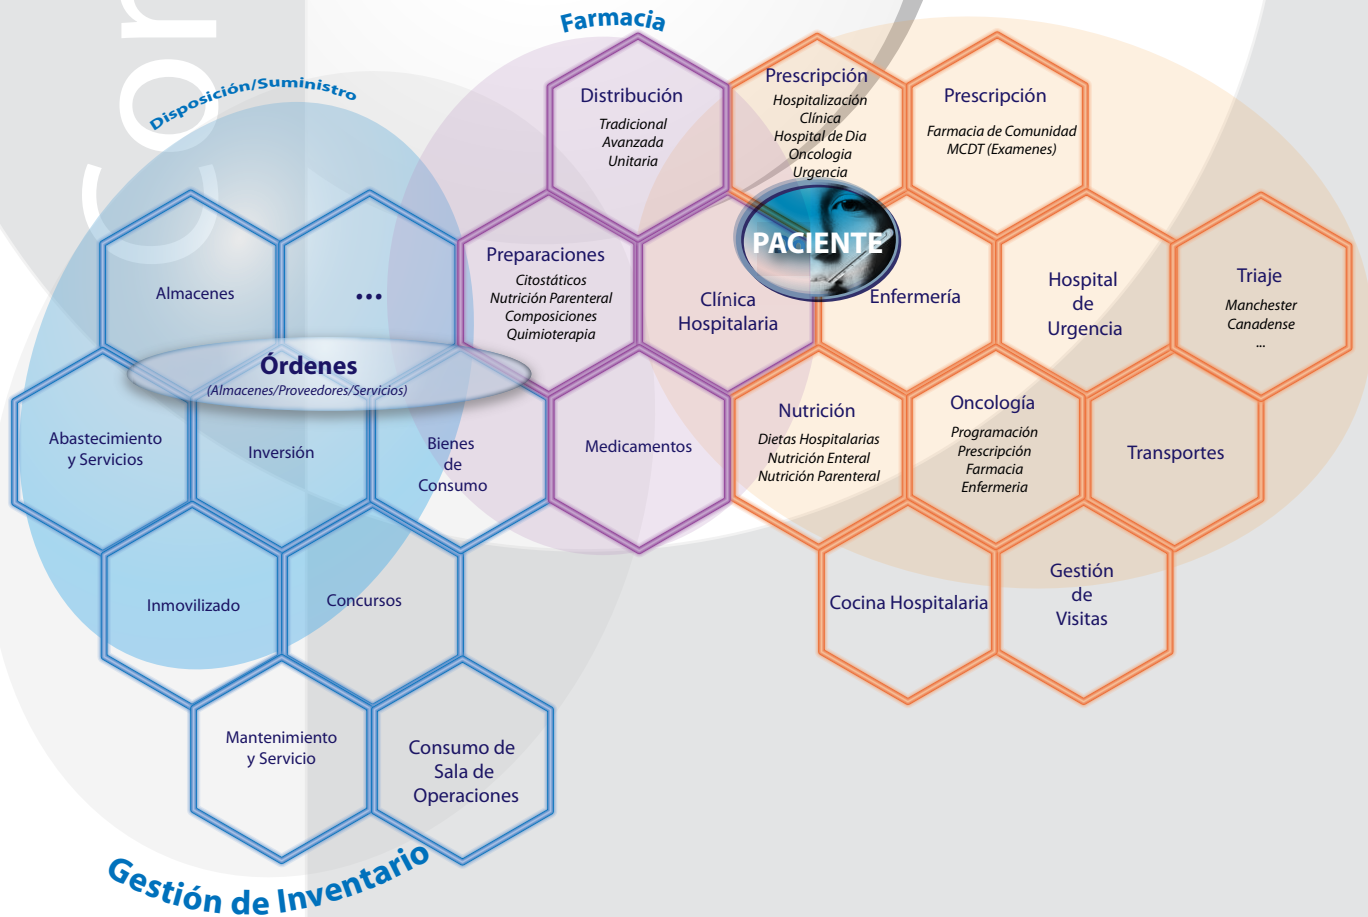 Con
Farmacia
Disposición/Suministro
Distribución
Tradicional
Avanzada
Unitaria
Prescripción
Hospitalización
Clínica
Hospital de Dia
Oncologia
Urgencia
Prescripción
Farmacia de Comunidad
MCDT (Examenes)
PACIENTE
Almacenes
...
Preparaciones
Citostáticos
Nutrición Parenteral
Composiciones
Quimioterapia
Clínica
Hospitalaria
Enfermería
Hospital
de
Urgencia
Triaje
Manchester
Canadense
...
Órdenes
(Almacenes/Proveedores/Servicios)
Abastecimiento
y Servicios
Inversión
Bienes
de
Consumo
Medicamentos
Nutrición
Dietas Hospitalarias
Nutrición Enteral
Nutrición Parenteral
Oncología
Programación
Prescripción
Farmacia
Enfermeria
Transportes
Inmovilizado
Concursos
Cocina Hospitalaria
Gestión
de
Visitas
Mantenimiento
y Servicio
Consumo de
Sala de
Operaciones
Gestión de Inventario